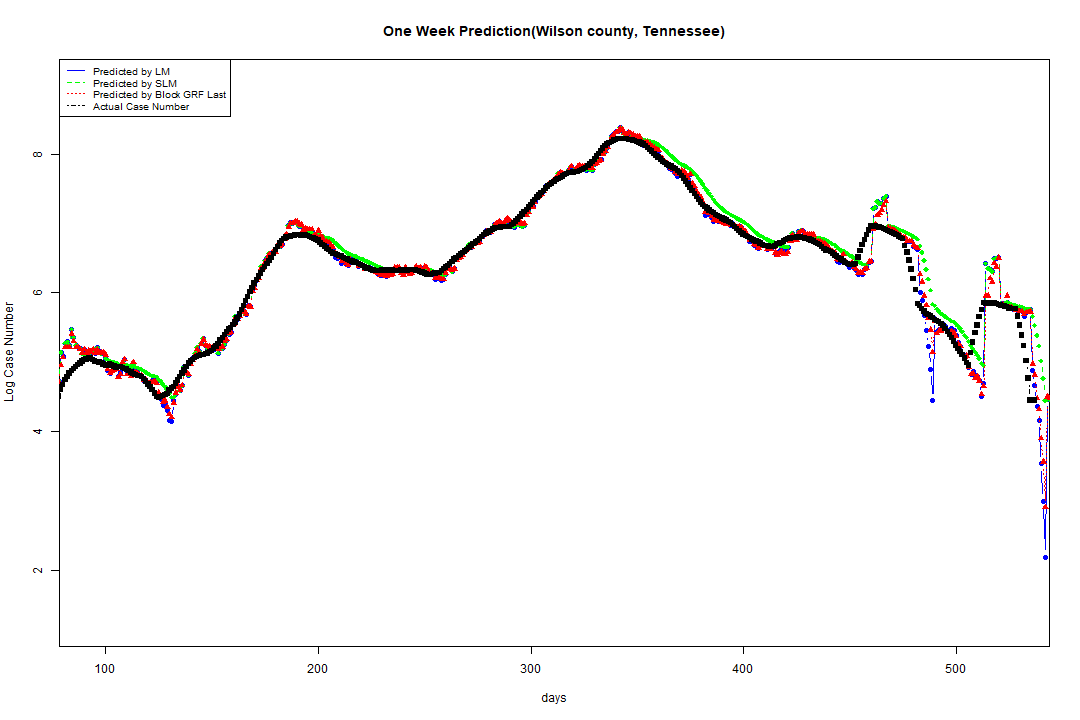 One Week Prediction(Wilson county, Tennessee)
Predicted by LM
Predicted by SLM
Predicted by Block GRF Last
Actual Case Number
8
6
4
2
Log Case Number
100 200 300 400 500
days